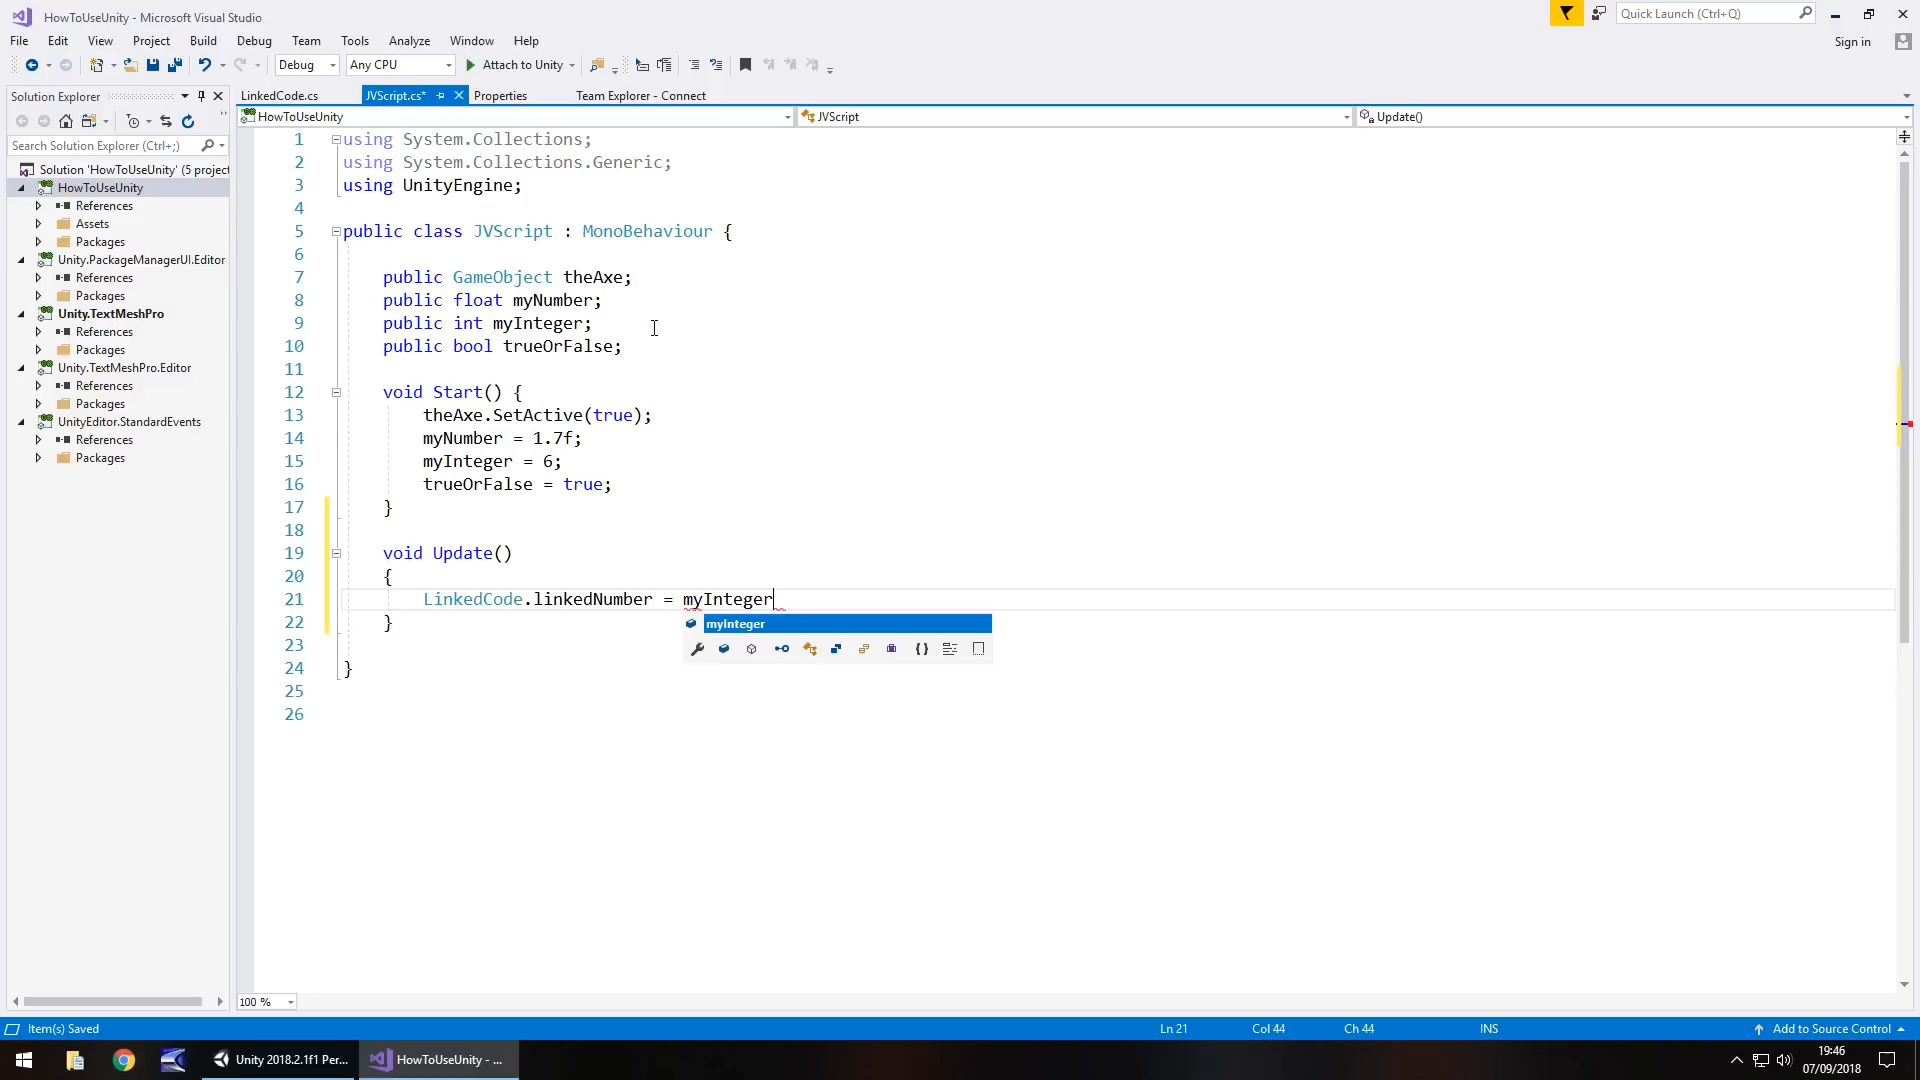 HowToUseUnity - Microsoft Visual Studio
Quick Launch (Ctrl+Q)
File Edit View Project Build Debug Team Tools Analyze Window Help
Sign in
Debug Any CPU Attach to Unity
Solution Explorer
LinkedCode.cs JVScript.cs* Properties Team Explorer - Connect
HowToUseUnity JVScript Update()
Search Solution Explorer (Ctrl+;)
Solution 'HowToUseUnity' (5 project
HowToUseUnity
References
Assets
Packages
Unity.PackageManagerUI.Editor
References
Packages
Unity.TextMeshPro
References
Packages
Unity.TextMeshPro.Editor
References
Packages
UnityEditor.StandardEvents
References
Packages
1 using System.Collections;
2 using System.Collections.Generic;
3 using UnityEngine;
4
5 public class JVScript : MonoBehaviour {
6
7 public GameObject theAxe;
8 public float myNumber;
9 public int myInteger;
10 public bool trueOrFalse;
11
12 void Start() {
13 theAxe.SetActive(true);
14 myNumber = 1.7f;
15 myInteger = 6;
16 trueOrFalse = true;
17 }
18
19 void Update()
20 {
21 LinkedCode.linkedNumber = myInteger
22 }
myInteger
23
24 }
25
26
100 %
Item(s) Saved Ln 21 Col 44 Ch 44 INS Add to Source Control
Unity 2018.2.1f1 Per... HowToUseUnity - ...
19:46
07/09/2018